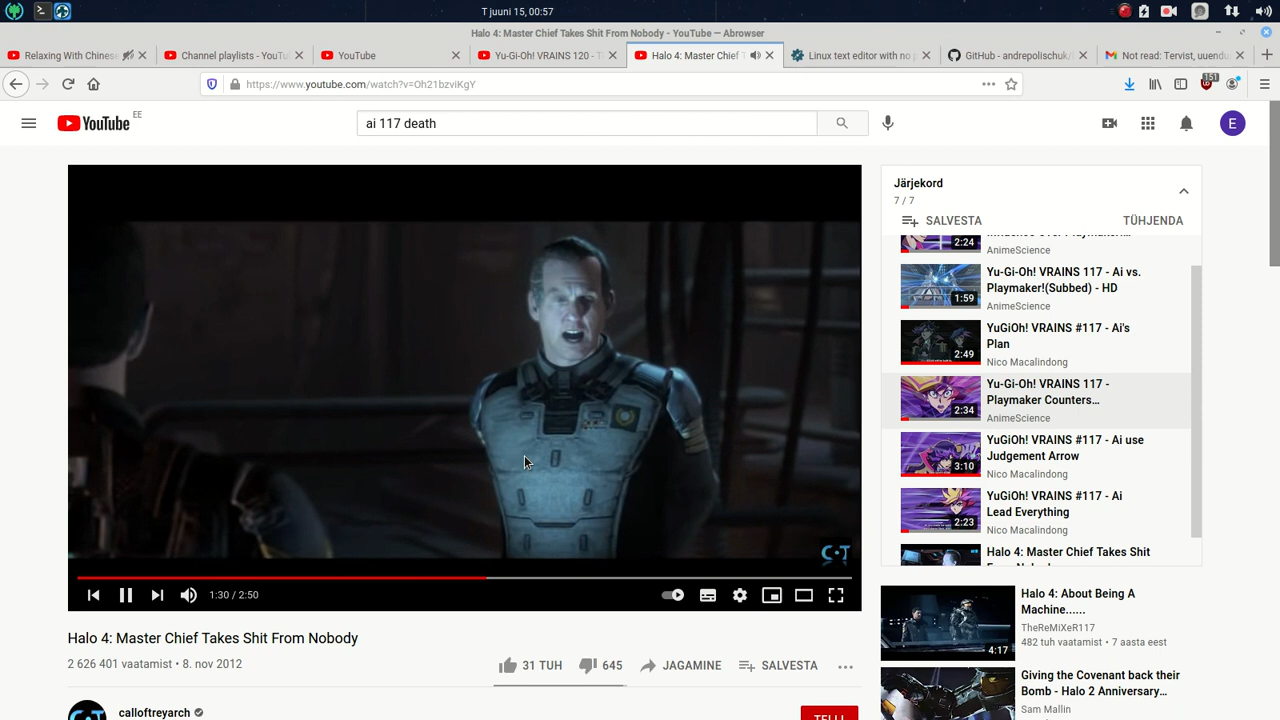 T juuni 15, 00:57
Halo 4: Master Chief Takes Shit From Nobody - YouTube — Abrowser
Relaxing With Chinese
Channel playlists - YouTu
YouTube
Yu-Gi-Oh! VRAINS 120 - T
Halo 4: Master Chief T
Linux text editor with no
GitHub - andrepolischuk/
Not read: Tervist, uuendu
https://www.youtube.com/watch?v=Oh21bzviKgY
151
YouTube EE
ai 117 death
E
Järjekord
7 / 7
SALVESTA
TÜHJENDA
2:24
AnimeScience
Yu-Gi-Oh! VRAINS 117 - Ai vs.
Playmaker!(Subbed) - HD
1:59
AnimeScience
YuGiOh! VRAINS #117 - Ai's
Plan
2:49
Nico Macalindong
Yu-Gi-Oh! VRAINS 117 -
Playmaker Counters...
2:34
AnimeScience
YuGiOh! VRAINS #117 - Ai use
Judgement Arrow
3:10
Nico Macalindong
YuGiOh! VRAINS #117 - Ai
Lead Everything
2:23
Nico Macalindong
Halo 4: Master Chief Takes Shit
From Nobody
C T
1:30 / 2:50
Halo 4: Master Chief Takes Shit From Nobody
2 626 401 vaatamist • 8. nov 2012
31 TUH
645
JAGAMINE
SALVESTA
calloftreyarch
TELLI
Halo 4: About Being A
Machine......
TheReMiXeR117
482 tuh vaatamist • 7 aasta eest
4:17
Giving the Covenant back their
Bomb - Halo 2 Anniversary...
Sam Mallin